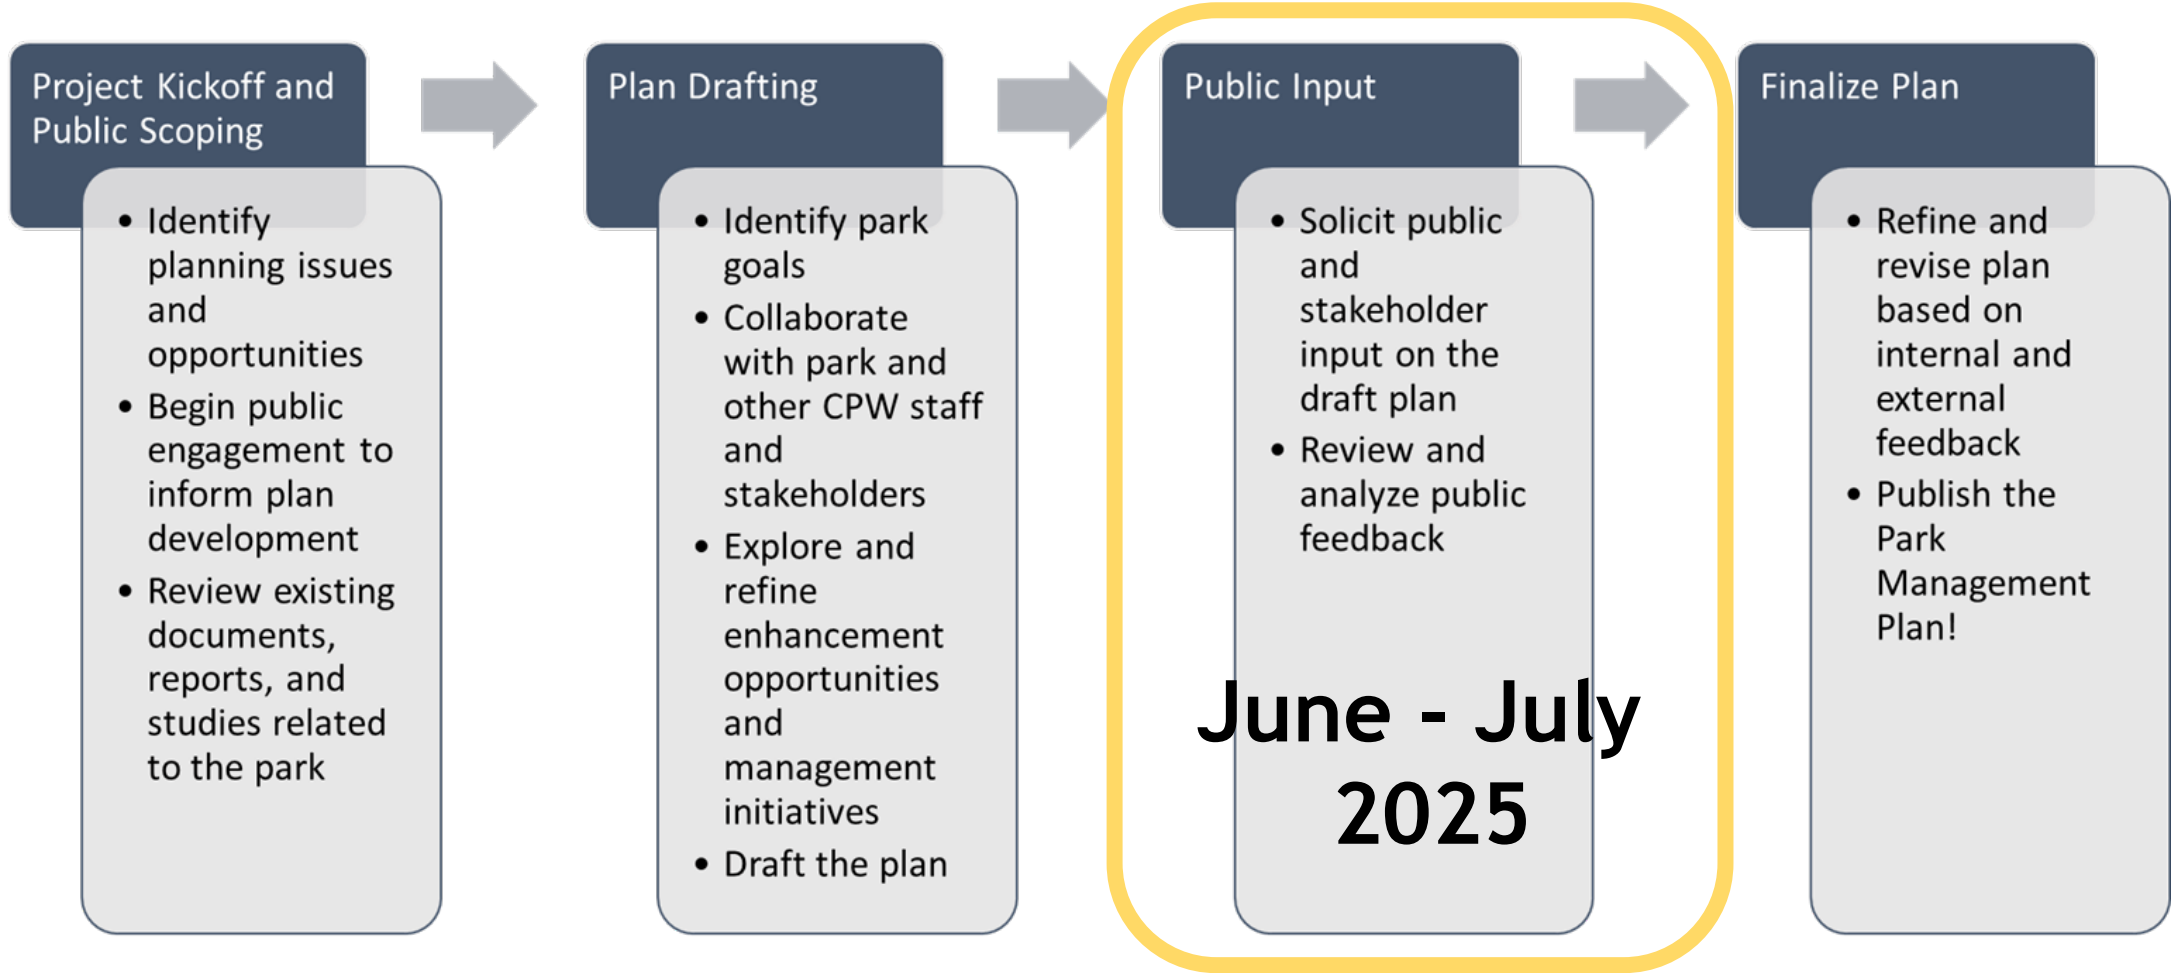 Project Kickoff and
Public Scoping
• Identify
planning issues
and
opportunities
• Begin public
engagement to
inform plan
development
• Review existing
documents,
reports, and
studies related
to the park
Plan Drafting
• Identify park
goals
• Collaborate
with park and
other CPW staff
and
stakeholders
• Explore and
refine
enhancement
opportunities
and
management
initiatives
• Draft the plan
Public Input
• Solicit public
and
stakeholder
input on the
draft plan
• Review and
analyze public
feedback
June - July
2025
Finalize Plan
• Refine and
revise plan
based on
internal and
external
feedback
• Publish the
Park
Management
Plan!